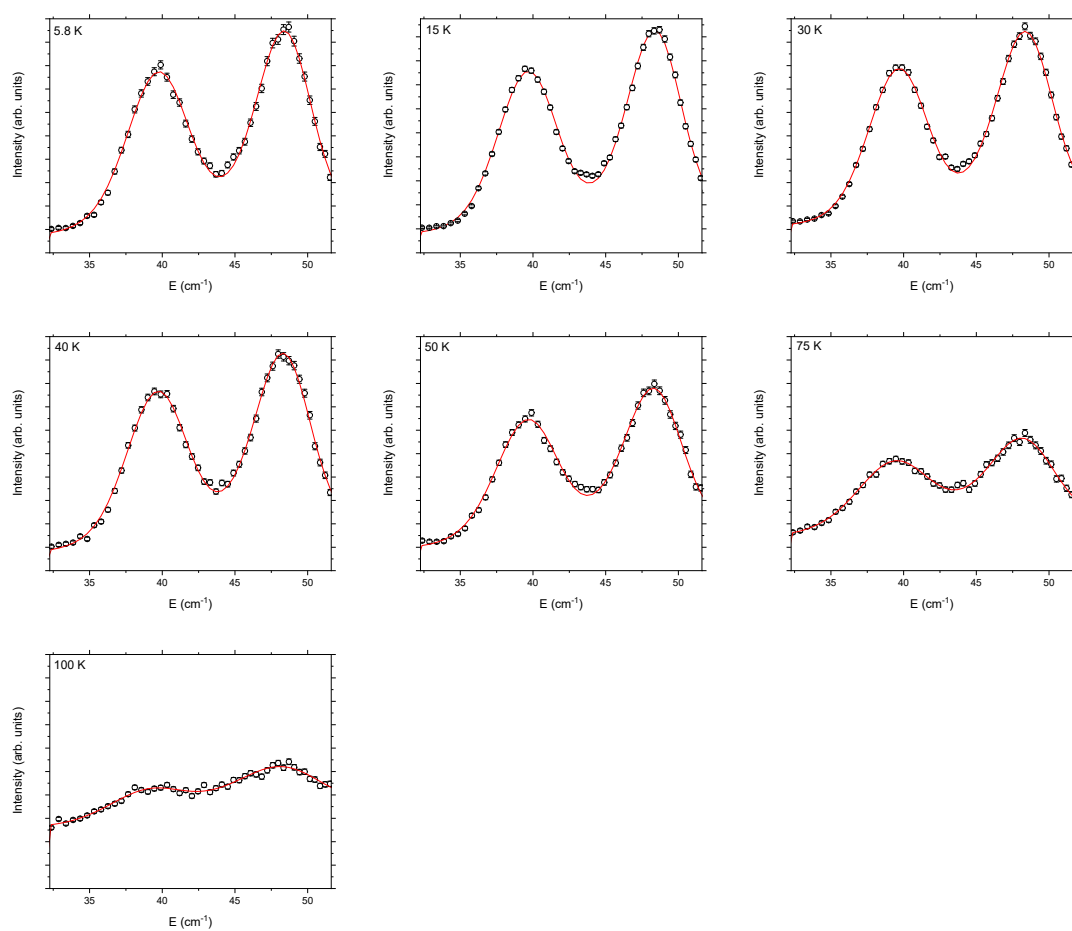 5.8 K
Intensity (arb. units)
35 40 45 50
E (cm⁻¹)
15 K
Intensity (arb. units)
35 40 45 50
E (cm⁻¹)
30 K
Intensity (arb. units)
35 40 45 50
E (cm⁻¹)
40 K
Intensity (arb. units)
35 40 45 50
E (cm⁻¹)
50 K
Intensity (arb. units)
35 40 45 50
E (cm⁻¹)
75 K
Intensity (arb. units)
35 40 45 50
E (cm⁻¹)
100 K
Intensity (arb. units)
35 40 45 50
E (cm⁻¹)